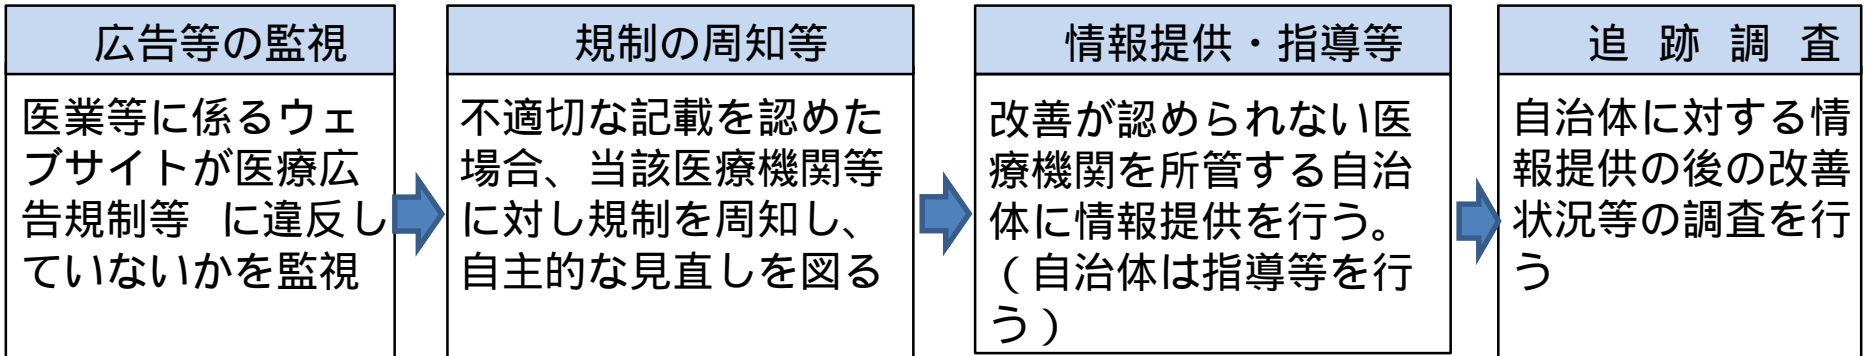 広告等の監視
医業等に係るウェ
ブサイトが医療広
告規制等　に違反し
ていないかを監視
規制の周知等
不適切な記載を認めた
場合、当該医療機関等
に対し規制を周知し、
自主的な見直しを図る
情報提供・指導等
改善が認められない医
療機関を所管する自治
体に情報提供を行う。
（自治体は指導等を行
う）
追 跡 調 査
自治体に対する情
報提供の後の改善
状況等の調査を行
う